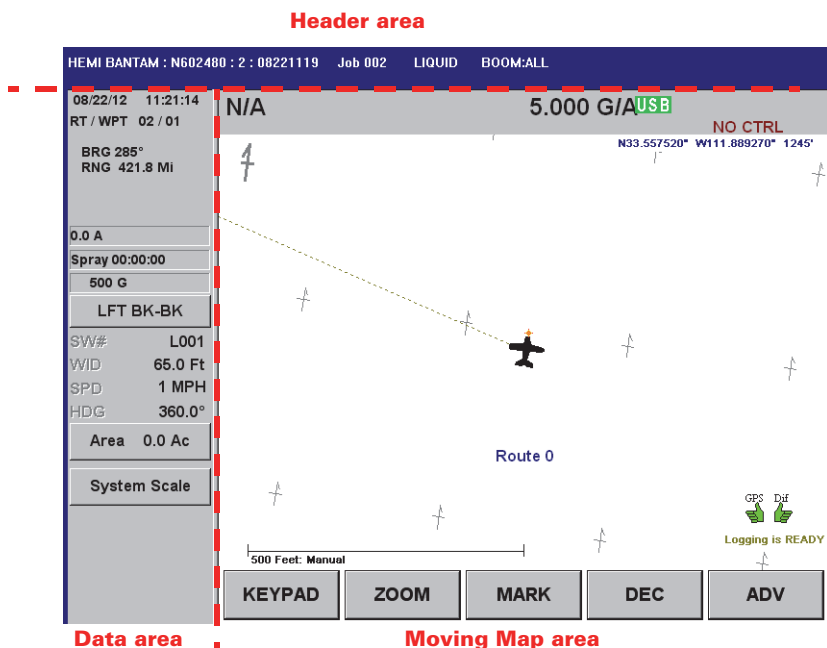 Header area
HEMI BANTAM : N602480 : 2 : 08221119 Job 002 LIQUID BOOM:ALL
08/22/12 11:21:14
RT / WPT 02 / 01
BRG 285°
RNG 421.8 Mi
0.0 A
Spray 00:00:00
500 G
LFT BK-BK
SW# L001
WID 65.0 Ft
SPD 1 MPH
HDG 360.0°
Area 0.0 Ac
System Scale
N/A 5.000 G/A USB
NO CTRL
N33.557520° W111.889270° 1245'
Route 0
GPS Dif
Logging is READY
500 Feet: Manual
KEYPAD ZOOM MARK DEC ADV
Data area Moving Map area